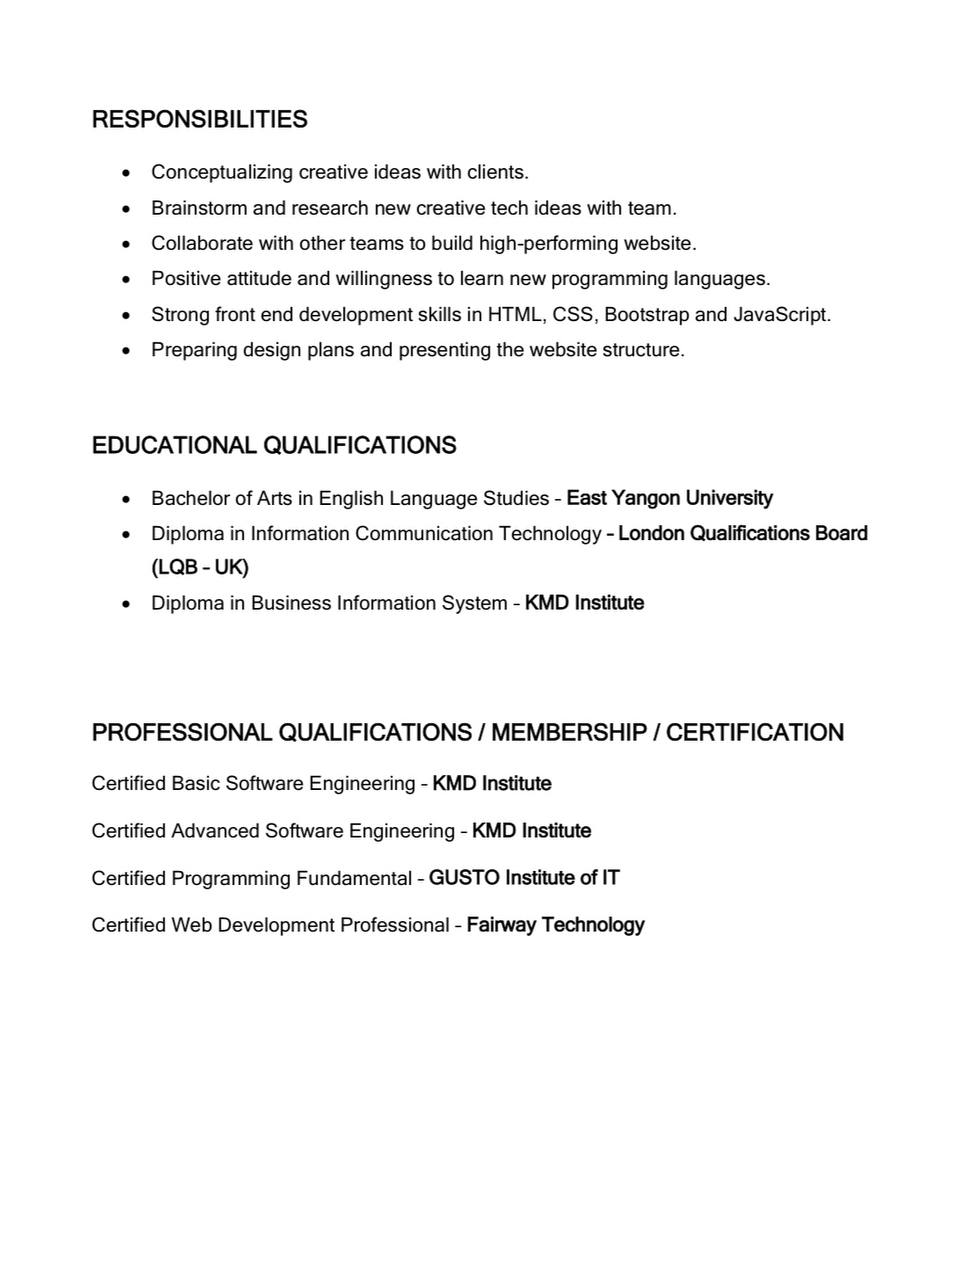 RESPONSIBILITIES
• Conceptualizing creative ideas with clients.
• Brainstorm and research new creative tech ideas with team.
• Collaborate with other teams to build high-performing website.
• Positive attitude and willingness to learn new programming languages.
• Strong front end development skills in HTML, CSS, Bootstrap and JavaScript.
• Preparing design plans and presenting the website structure.
EDUCATIONAL QUALIFICATIONS
• Bachelor of Arts in English Language Studies – East Yangon University
• Diploma in Information Communication Technology – London Qualifications Board
(LQB – UK)
• Diploma in Business Information System – KMD Institute
PROFESSIONAL QUALIFICATIONS / MEMBERSHIP / CERTIFICATION
Certified Basic Software Engineering – KMD Institute
Certified Advanced Software Engineering – KMD Institute
Certified Programming Fundamental – GUSTO Institute of IT
Certified Web Development Professional – Fairway Technology